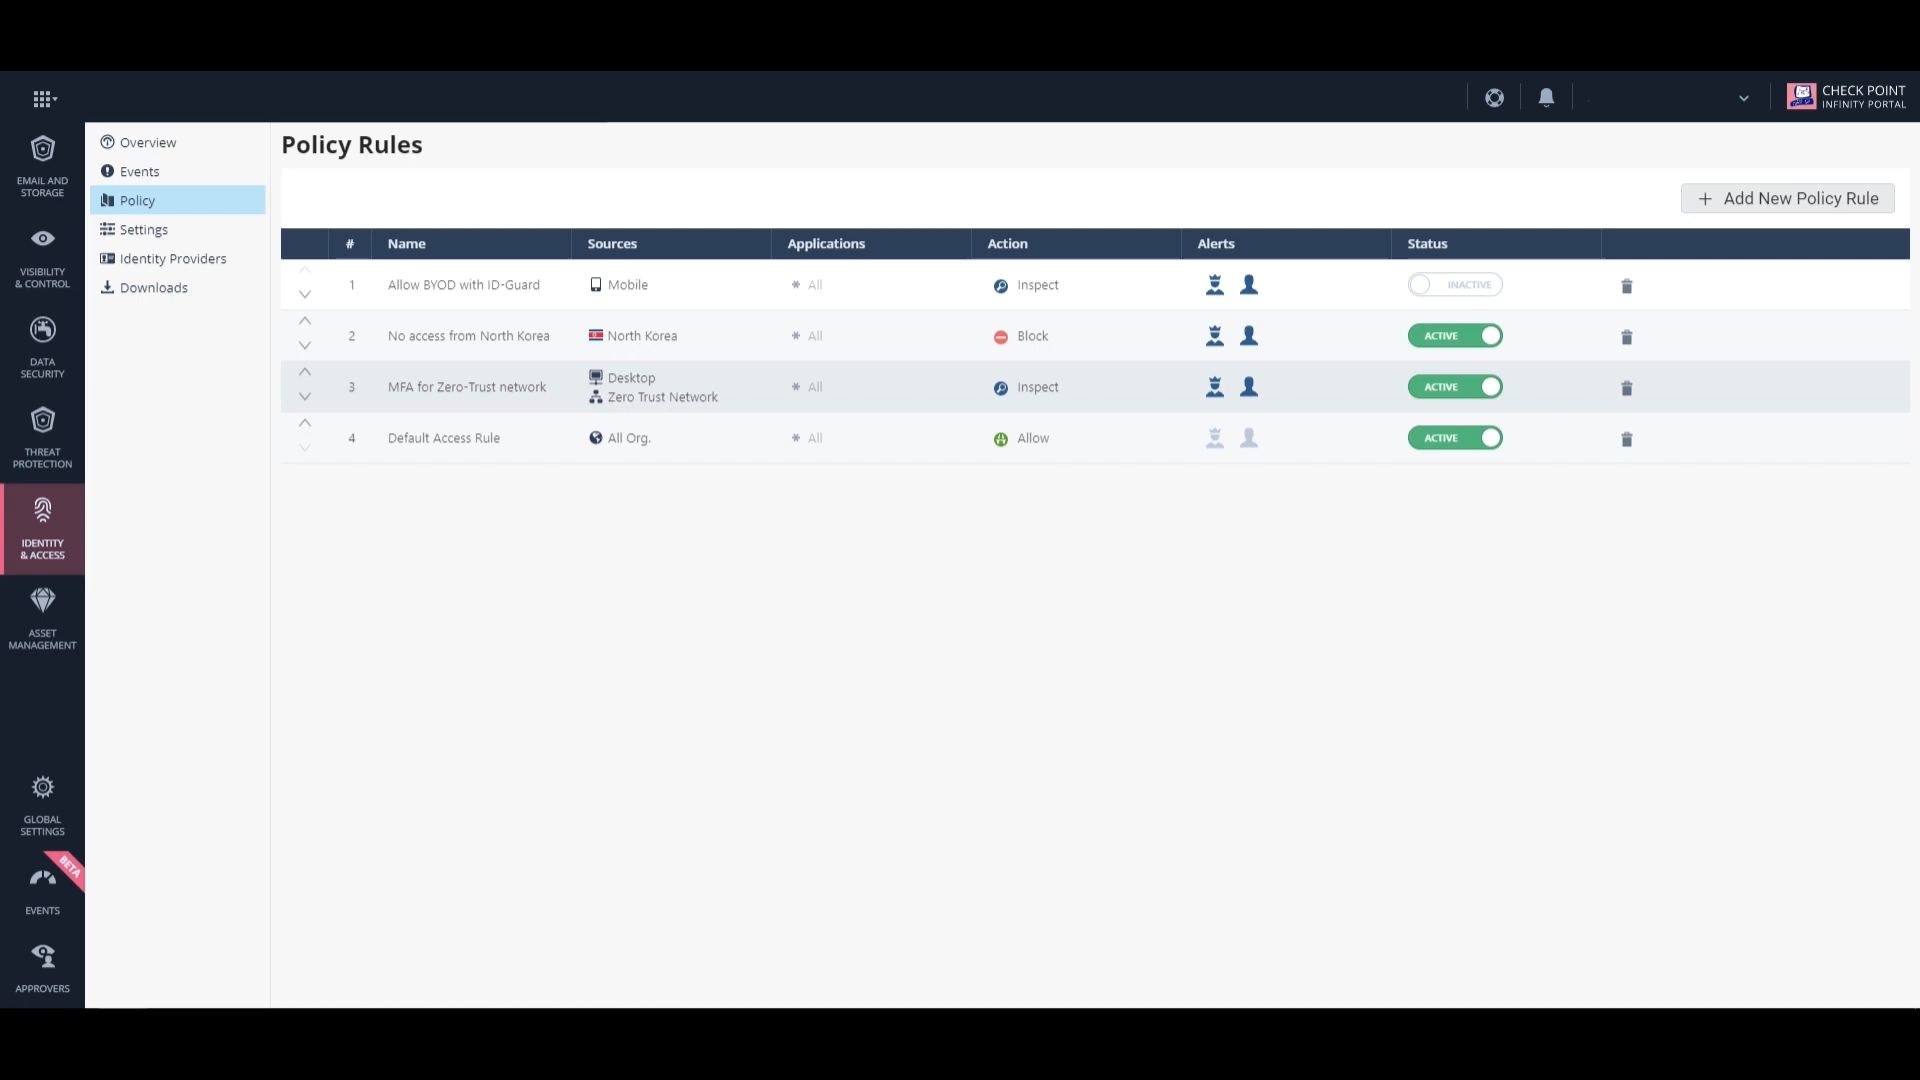 CHECK POINT
INFINITY PORTAL
EMAIL AND
STORAGE
VISIBILITY
& CONTROL
DATA
SECURITY
THREAT
PROTECTION
IDENTITY
& ACCESS
ASSET
MANAGEMENT
GLOBAL
SETTINGS
BETA
EVENTS
APPROVERS
Overview
Events
Policy
Settings
Identity Providers
Downloads
Policy Rules
+ Add New Policy Rule
# Name Sources Applications Action Alerts Status
1 Allow BYOD with ID-Guard Mobile * All Inspect INACTIVE
2 No access from North Korea North Korea * All Block ACTIVE
3 MFA for Zero-Trust network Desktop * All Inspect ACTIVE
Zero Trust Network
4 Default Access Rule All Org. * All Allow ACTIVE